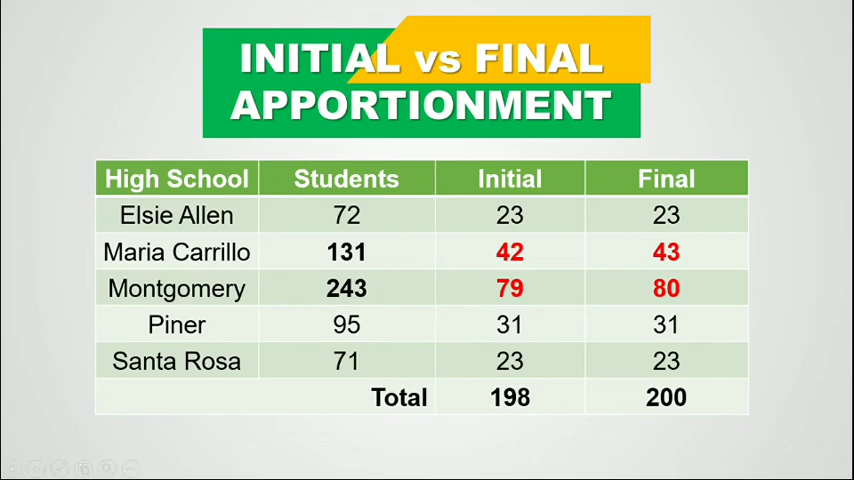 INITIAL vs FINAL
APPORTIONMENT
High School Students Initial Final
Elsie Allen 72 23 23
Maria Carrillo 131 42 43
Montgomery 243 79 80
Piner 95 31 31
Santa Rosa 71 23 23
Total 198 200